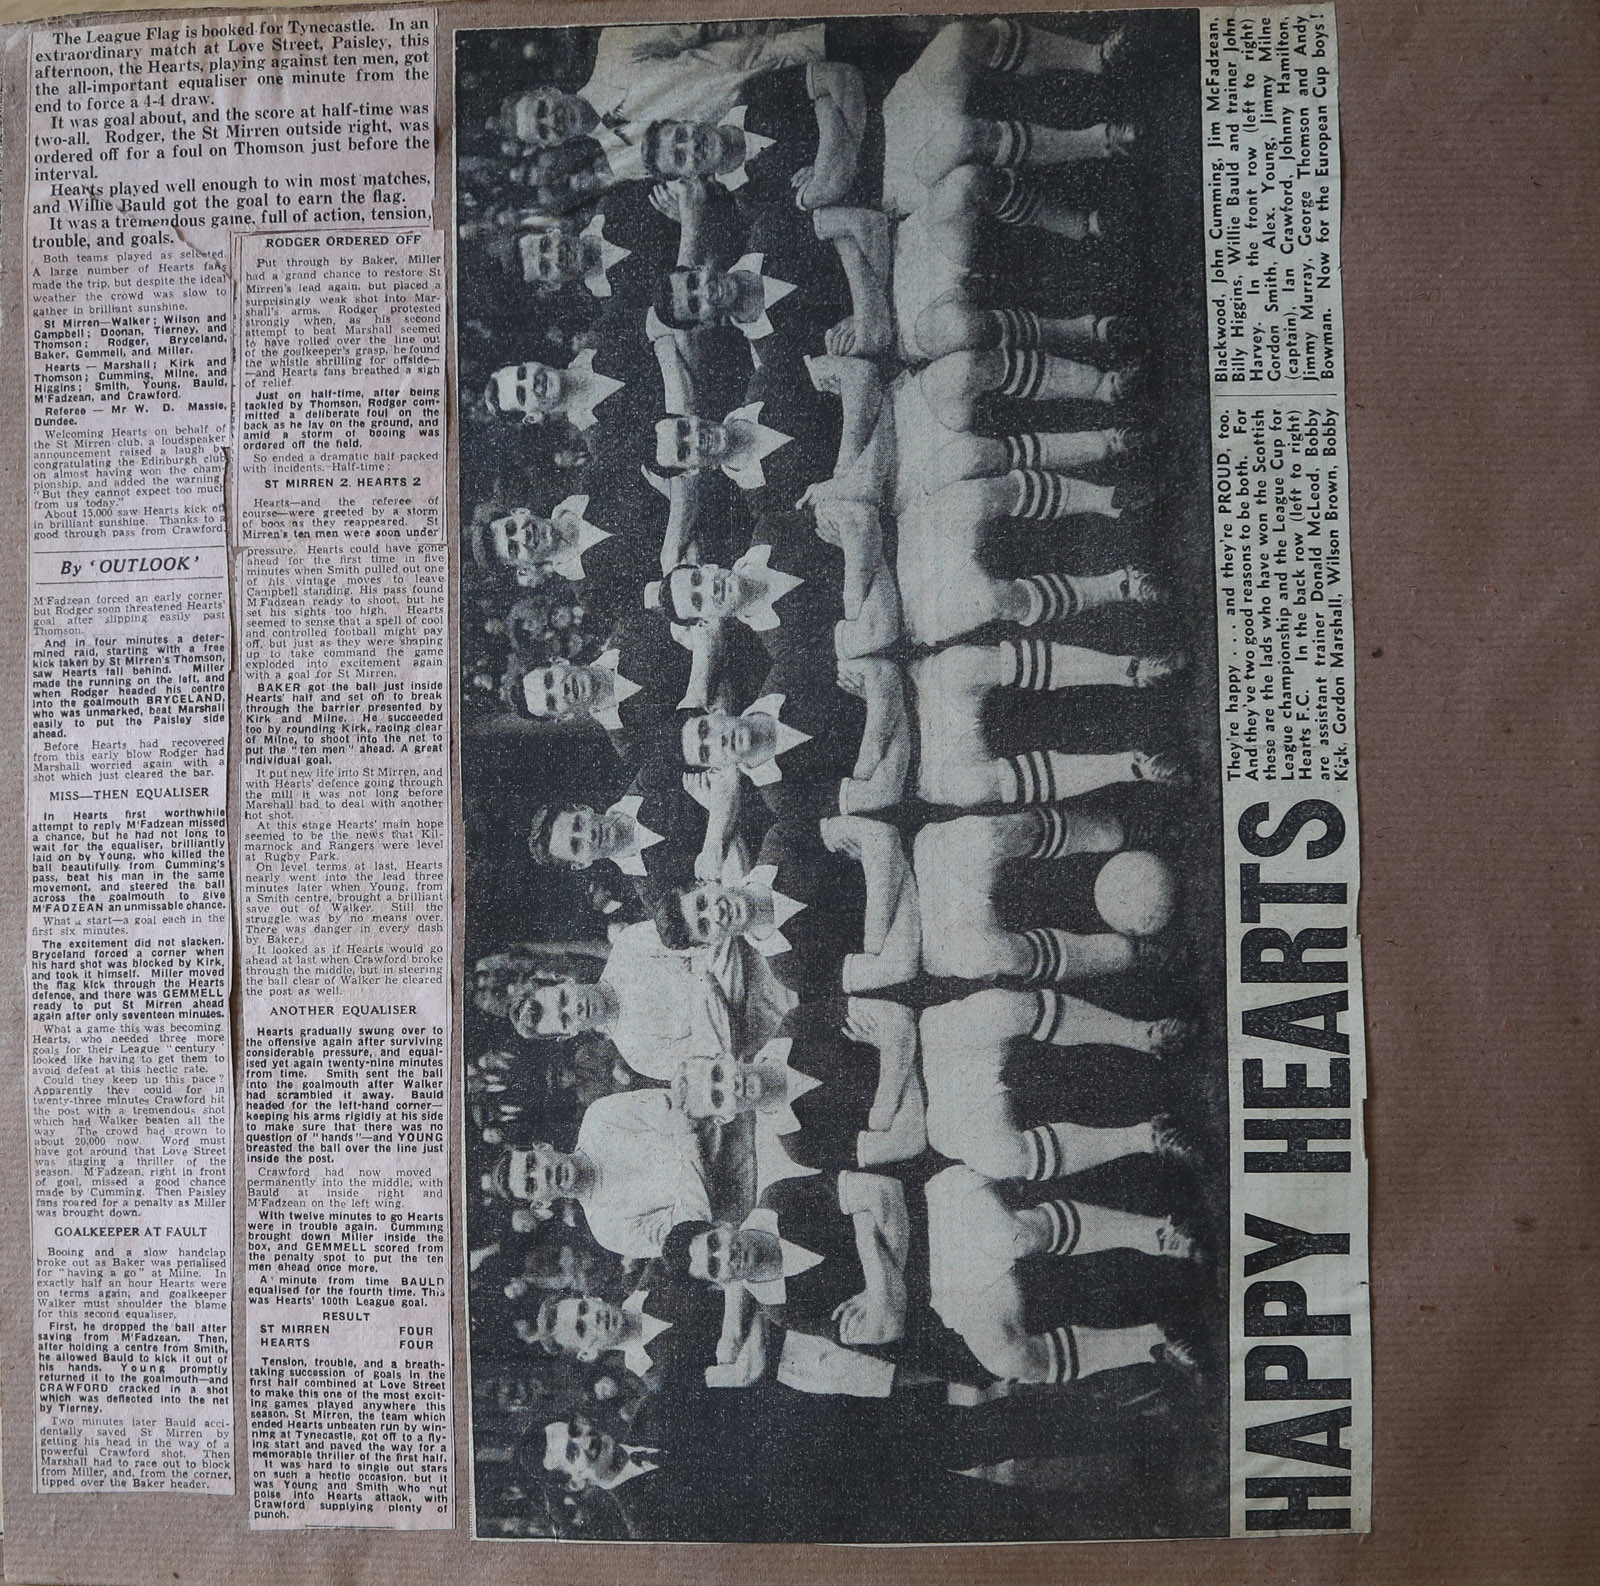 The League Flag is booked for Tynecastle. In an
extraordinary match at Love Street, Paisley, this
afternoon, the Hearts, playing against ten men, got
the all-important equaliser one minute from the
end to force a 4-4 draw.
It was goal about, and the score at half-time was
two-all. Rodger, the St Mirren outside right, was
ordered off for a foul on Thomson just before the
interval.
Hearts played well enough to win most matches,
and Willie Bauld got the goal to earn the flag.
It was a tremendous game, full of action, tension,
trouble, and goals.
Both teams played as selected.
A large number of Hearts fans
made the trip, but despite the ideal
weather the crowd was slow to
gather in brilliant sunshine.
St Mirren—Walker; Wilson and
Campbell; Doonan, Tierney, and
Thomson; Rodger, Bryceland,
Baker, Gemmell, and Miller.
Hearts — Marshall; Kirk and
Thomson; Cumming, Milne, and
Higgins; Smith, Young, Bauld,
M'Fadzean, and Crawford.
Referee — Mr W. D. Massie,
Dundee.
Welcoming Hearts on behalf of
the St Mirren club, a loudspeaker
announcement raised a laugh by
congratulating the Edinburgh club
on almost having won the cham-
pionship, and added the warning
"But they cannot expect too much
from us today."
About 15,000 saw Hearts kick off
in brilliant sunshine. Thanks to a
good through pass from Crawford,
By 'OUTLOOK'
M'Fadzean forced an early corner
but Rodger soon threatened Hearts'
goal after slipping easily past
Thomson.
And in four minutes a deter-
mined raid, starting with a free
kick taken by St Mirren's Thomson,
saw Hearts fall behind. Miller
made the running on the left, and
when Rodger headed his centre
into the goalmouth BRYCELAND,
who was unmarked, beat Marshall
easily to put the Paisley side
ahead.
Before Hearts had recovered
from this early blow Rodger had
Marshall worried again with a
shot which just cleared the bar.
MISS—THEN EQUALISER
In Hearts first worthwhile
attempt to reply M'Fadzean missed
a chance, but he had not long to
wait for the equaliser, brilliantly
laid on by Young, who killed the
ball beautifully from Cumming's
pass, beat his man in the same
movement, and steered the ball
across the goalmouth to give
M'FADZEAN an unmissable chance.
What a start—a goal each in the
first six minutes.
The excitement did not slacken.
Bryceland forced a corner when
his hard shot was blocked by Kirk,
and took it himself. Miller moved
the flag kick through the Hearts
defence, and there was GEMMELL
ready to put St Mirren ahead
again after only seventeen minutes.
What a game this was becoming.
Hearts, who needed three more
goals for their League "century"
looked like having to get them to
avoid defeat at this hectic rate.
Could they keep up this pace?
Apparently they could for in
twenty-three minutes Crawford hit
the post with a tremendous shot
which had Walker beaten all the
way. The crowd had grown to
about 20,000 now. Word must
have got around that Love Street
was staging a thriller of the
season. M'Fadzean, right in front
of goal, missed a good chance
made by Cumming. Then Paisley
fans roared for a penalty as Miller
was brought down.
GOALKEEPER AT FAULT
Booing and a slow handclap
broke out as Baker was penalised
for "having a go" at Milne. In
exactly half an hour Hearts were
on terms again, and goalkeeper
Walker must shoulder the blame
for this second equaliser.
First, he dropped the ball after
saving from M'Fadzean. Then,
after holding a centre from Smith,
he allowed Bauld to kick it out of
his hands. Young promptly
returned it to the goalmouth—and
CRAWFORD cracked in a shot
which was deflected into the net
by Tierney.
Two minutes later Bauld acci-
dentally saved St Mirren by
getting his head in the way of a
powerful Crawford shot. Then
Marshall had to race out to block
from Miller, and, from the corner,
tipped over the Baker header.
RODGER ORDERED OFF
Put through by Baker, Miller
had a grand chance to restore St
Mirren's lead again, but placed a
surprisingly weak shot into Mar-
shall's arms. Rodger protested
strongly when, as his second
attempt to beat Marshall seemed
to have rolled over the line out
of the goalkeeper's grasp, he found
the whistle shrilling for offside—
—and Hearts fans breathed a sigh
of relief.
Just on half-time, after being
tackled by Thomson, Rodger com-
mitted a deliberate foul on the
back as he lay on the ground, and
amid a storm of booing was
ordered off the field.
So ended a dramatic half packed
with incidents. Half-time:
ST MIRREN 2, HEARTS 2
Hearts—and the referee of
course—were greeted by a storm
of boos as they reappeared. St
Mirren's ten men were soon under
pressure. Hearts could have gone
ahead for the first time in five
minutes when Smith pulled out one
of his vintage moves to leave
Campbell standing. His pass found
M'Fadzean ready to shoot, but he
set his sights too high. Hearts
seemed to sense that a spell of cool
and controlled football might pay
off, but just as they were shaping
up to take command the game
exploded into excitement again
with a goal for St Mirren.
BAKER got the ball just inside
Hearts' half and set off to break
through the barrier presented by
Kirk and Milne. He succeeded
too by rounding Kirk, racing clear
of Milne, to shoot into the net to
put the "ten men" ahead. A great
individual goal.
It put new life into St Mirren, and
with Hearts' defence going through
the mill it was not long before
Marshall had to deal with another
hot shot.
At this stage Hearts' main hope
seemed to be the news that Kil-
marnock and Rangers were level
at Rugby Park.
On level terms at last, Hearts
nearly went into the lead three
minutes later when Young, from
a Smith centre, brought a brilliant
save out of Walker. Still the
struggle was by no means over.
There was danger in every dash
by Baker.
It looked as if Hearts would go
ahead at last when Crawford broke
through the middle, but in steering
the ball clear of Walker he cleared
the post as well.
ANOTHER EQUALISER
Hearts gradually swung over to
the offensive again after surviving
considerable pressure, and equal-
ised yet again twenty-nine minutes
from time. Smith sent the ball
into the goalmouth after Walker
had scrambled it away. Bauld
headed for the left-hand corner—
keeping his arms rigidly at his side
to make sure that there was no
question of "hands"—and YOUNG
breasted the ball over the line just
inside the post.
Crawford had now moved
permanently into the middle, with
Bauld at inside right and
M'Fadzean on the left wing.
With twelve minutes to go Hearts
were in trouble again. Cumming
brought down Miller inside the
box, and GEMMELL scored from
the penalty spot to put the ten
men ahead once more.
A minute from time BAULD
equalised for the fourth time. This
was Hearts' 100th League goal.
RESULT
ST MIRREN FOUR
HEARTS FOUR
Tension, trouble, and a breath-
taking succession of goals in the
first half combined at Love Street
to make this one of the most excit-
ing games played anywhere this
season. St Mirren, the team which
ended Hearts unbeaten run by win-
ning at Tynecastle, got off to a fly-
ing start and paved the way for a
memorable thriller of the first half.
It was hard to single out stars
on such a hectic occasion, but it
was Young and Smith who put
poise into Hearts attack, with
Crawford supplying plenty of
punch.
HAPPY HEARTS
They're happy . . . . and they're PROUD, too.
And they've two good reasons to be both. For
these are the lads who have won the Scottish
League championship and the League Cup for
Hearts F.C. In the back row (left to right)
are assistant trainer Donald McLeod, Bobby
Kirk, Gordon Marshall, Wilson Brown, Bobby
Blackwood, John Cumming, Jim McFadzean,
Billy Higgins, Willie Bauld and trainer John
Harvey. In the front row (left to right)
Gordon Smith, Alex. Young, Jimmy Milne
(captain), Ian Crawford, Johnny Hamilton,
Jimmy Murray, George Thomson and Andy
Bowman. Now for the European Cup boys!